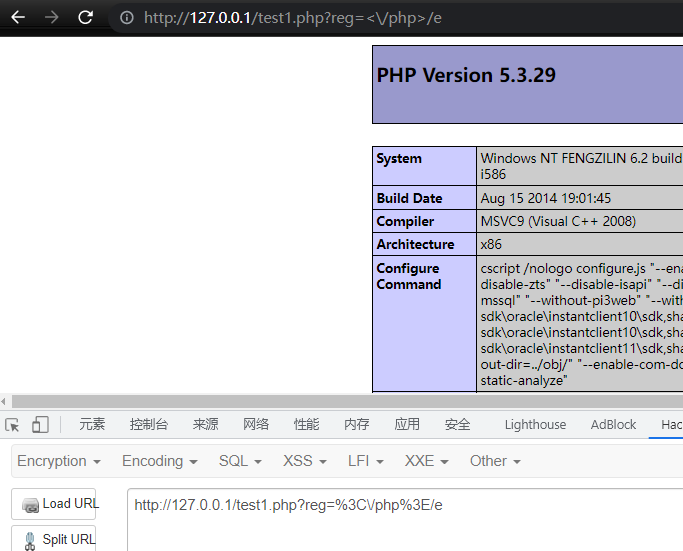 http://127.0.0.1/test1.php?reg=<\/php>/e
PHP Version 5.3.29
System Windows NT FENGZILIN 6.2 build
i586
Build Date Aug 15 2014 19:01:45
Compiler MSVC9 (Visual C++ 2008)
Architecture x86
Configure Command cscript /nologo configure.js "--ena
disable-zts" "--disable-isapi" "--di
mssql" "--without-pi3web" "--with
sdk\oracle\instantclient10\sdk,sha
sdk\oracle\instantclient10\sdk,sha
sdk\oracle\instantclient11\sdk,sha
out-dir=../obj/" "--enable-com-do
static-analyze"
元素 控制台 来源 网络 性能 内存 应用 安全 Lighthouse AdBlock Hac
Encryption Encoding SQL XSS LFI XXE Other
Load URL http://127.0.0.1/test1.php?reg=%3C\/php%3E/e
Split URL